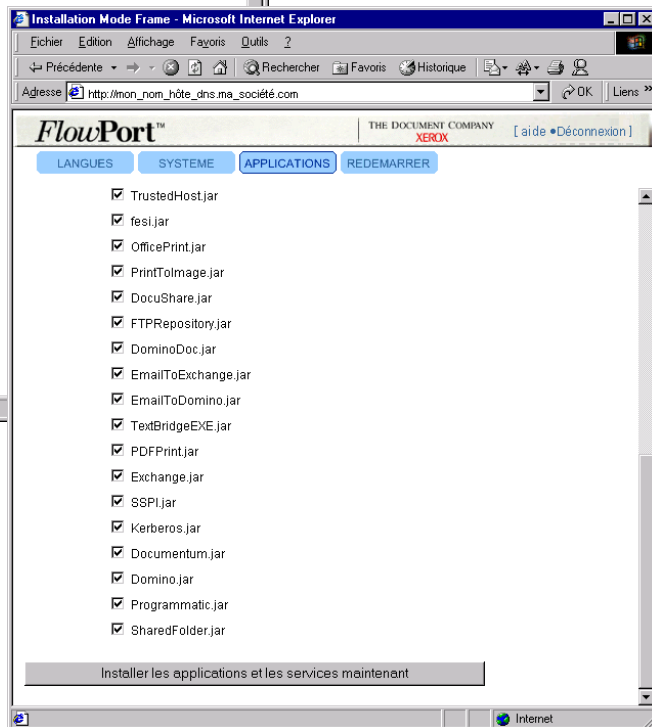 Installation Mode Frame - Microsoft Internet Explorer
Fichier Edition Affichage Favoris Outils ?
Précédente Rechercher Favoris Historique
Adresse http://mon_nom_hôte_dns.ma_société.com OK Liens »
FlowPort™ THE DOCUMENT COMPANY XEROX [ aide •Déconnexion ]
LANGUES SYSTEME APPLICATIONS REDEMARRER
TrustedHost.jar
fesi.jar
OfficePrint.jar
PrintToImage.jar
DocuShare.jar
FTPRepository.jar
DominoDoc.jar
EmailToExchange.jar
EmailToDomino.jar
TextBridgeEXE.jar
PDFPrint.jar
Exchange.jar
SSPI.jar
Kerberos.jar
Documentum.jar
Domino.jar
Programmatic.jar
SharedFolder.jar
Installer les applications et les services maintenant
Internet